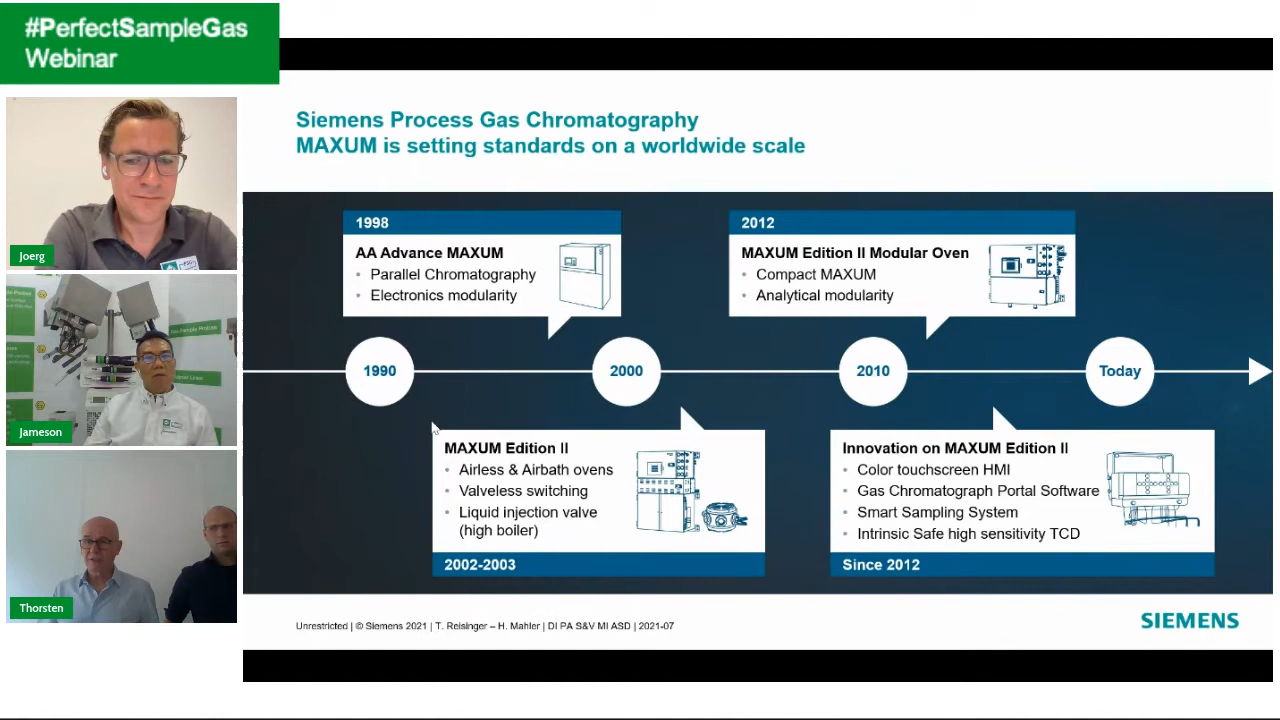 #PerfectSampleGas
Webinar
Siemens Process Gas Chromatography
MAXUM is setting standards on a worldwide scale
Joerg
Jameson
Thorsten
1998
AA Advance MAXUM
• Parallel Chromatography
• Electronics modularity
2012
MAXUM Edition II Modular Oven
• Compact MAXUM
• Analytical modularity
1990
2000
2010
Today
MAXUM Edition II
• Airless & Airbath ovens
• Valveless switching
• Liquid injection valve
(high boiler)
2002-2003
Innovation on MAXUM Edition II
• Color touchscreen HMI
• Gas Chromatograph Portal Software
• Smart Sampling System
• Intrinsic Safe high sensitivity TCD
Since 2012
Unrestricted | © Siemens 2021 | T. Reisinger – H. Mahler | DI PA S&V MI ASD | 2021-07
SIEMENS